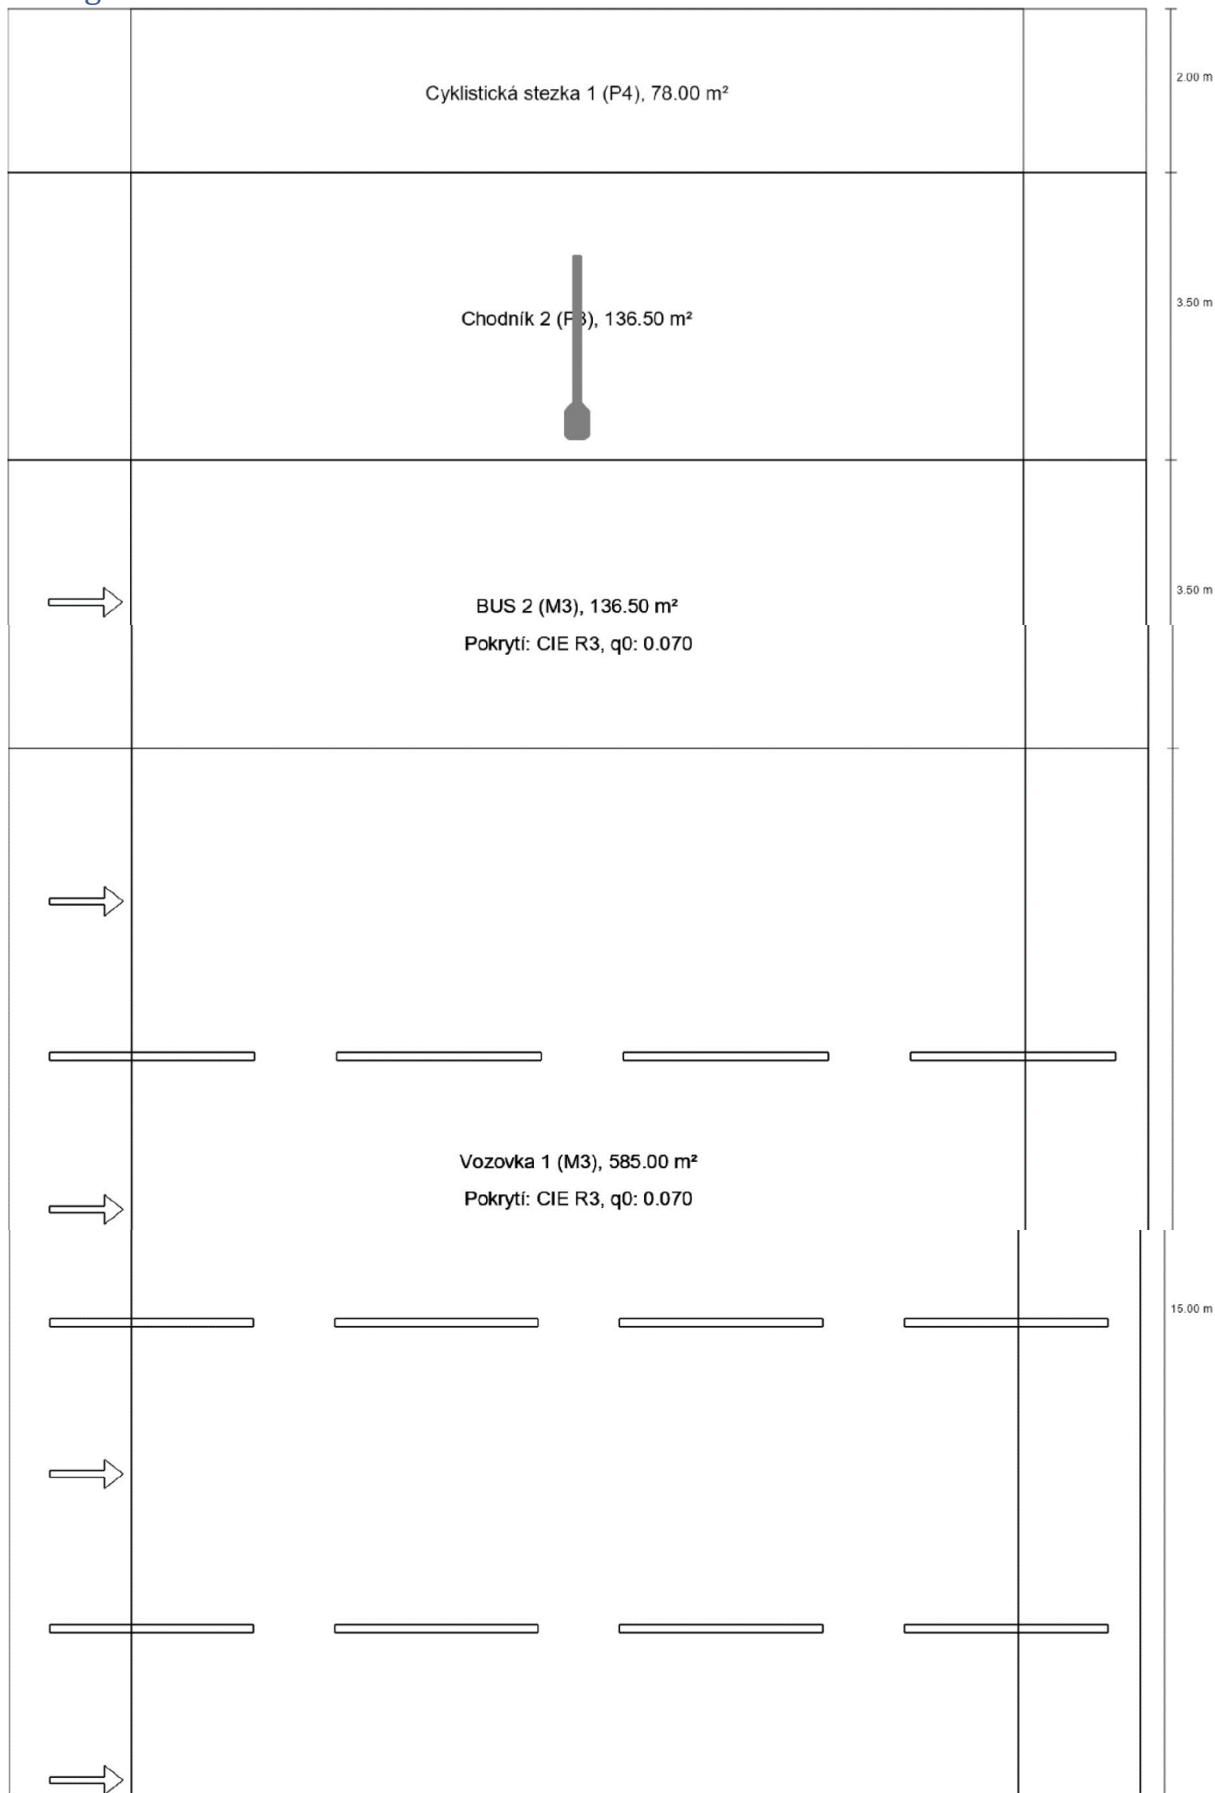 Cyklistická stezka 1 (P4), 78.00 m²
2.00 m
Chodník 2 (P3), 136.50 m²
3.50 m
BUS 2 (M3), 136.50 m²
Pokrytí: CIE R3, q0: 0.070
3.50 m
Vozovka 1 (M3), 585.00 m²
Pokrytí: CIE R3, q0: 0.070
15.00 m